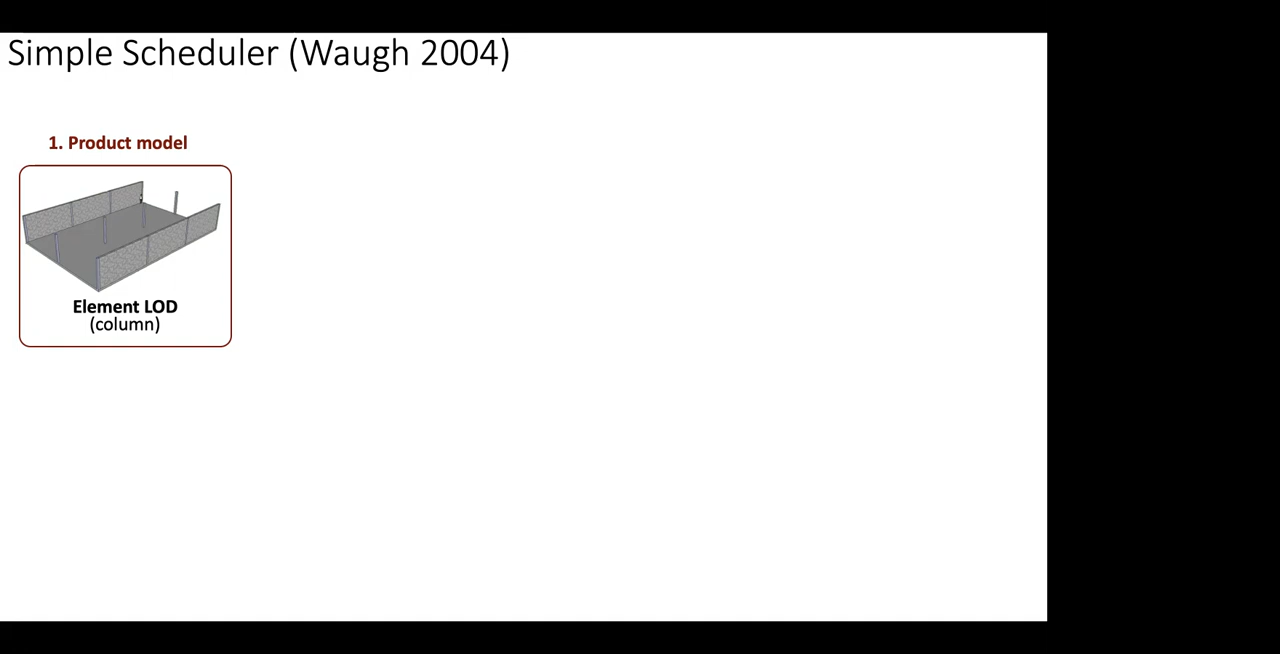 Simple Scheduler (Waugh 2004)
1. Product model
Element LOD
(column)